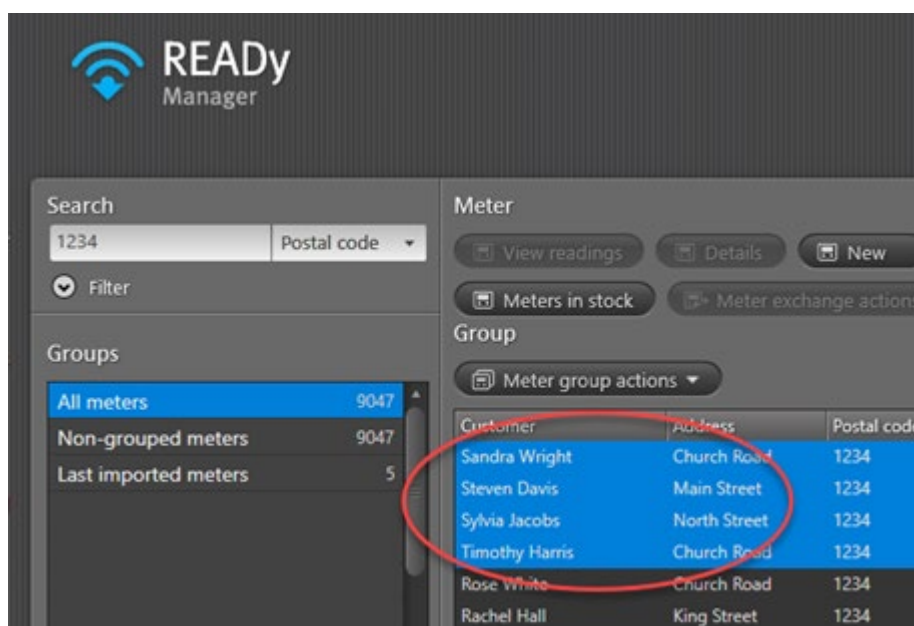 READy
Manager
Search
1234 Postal code
Filter
Groups
All meters 9047
Non-grouped meters 9047
Last imported meters 5
Meter
View readings Details New
Meters in stock Meter exchange action
Group
Meter group actions
Customer Address Postal code
Sandra Wright Church Road 1234
Steven Davis Main Street 1234
Sylvia Jacobs North Street 1234
Timothy Harris Church Road 1234
Rose White Church Road 1234
Rachel Hall King Street 1234